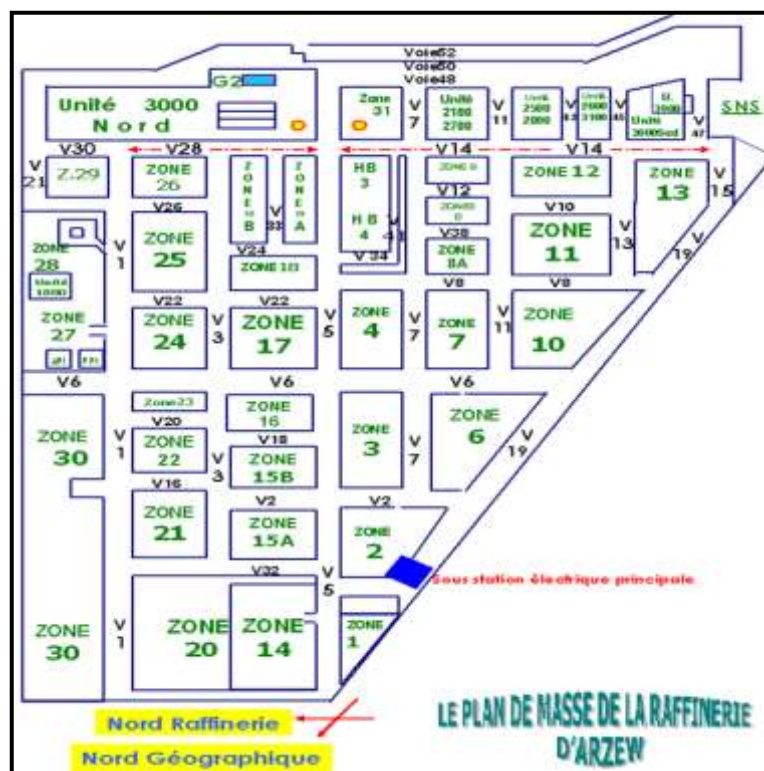 Voie52
Voie50
Voie48
G2
Unité 3000
Nord
Zone
31
V
7
Unité
2100
2700
V
11
Unité
2500
V
47
SNS
V30
V28
V14
V14
V
21
Z.29
ZONE
26
ZONE
B
V
33
ZONE
A
HB
3
HB
4
V34
V12
V38
ZONE
8A
ZONE 12
V10
ZONE
11
V
13
ZONE
13
V
15
V
19
V26
ZONE
25
V24
V
1
ZONE
28
Unité
ZONE
27
V22
V22
V8
V8
ZONE
24
V
3
ZONE
17
V
5
ZONE
4
V
7
ZONE
7
V
11
ZONE
10
V6
V6
V6
Zone23
V20
ZONE
30
V
1
ZONE
22
V
3
ZONE
16
V18
ZONE
15B
ZONE
3
V
7
ZONE
6
V
19
V16
ZONE
21
V2
ZONE
15A
V2
ZONE
2
V32
V
5
Sous station électrique principale
ZONE
30
V
1
ZONE
20
ZONE
14
ZONE
1
Nord Raffinerie
Nord Géographique
LE PLAN DE MASSE DE LA RAFFINERIE
D'ARZEW